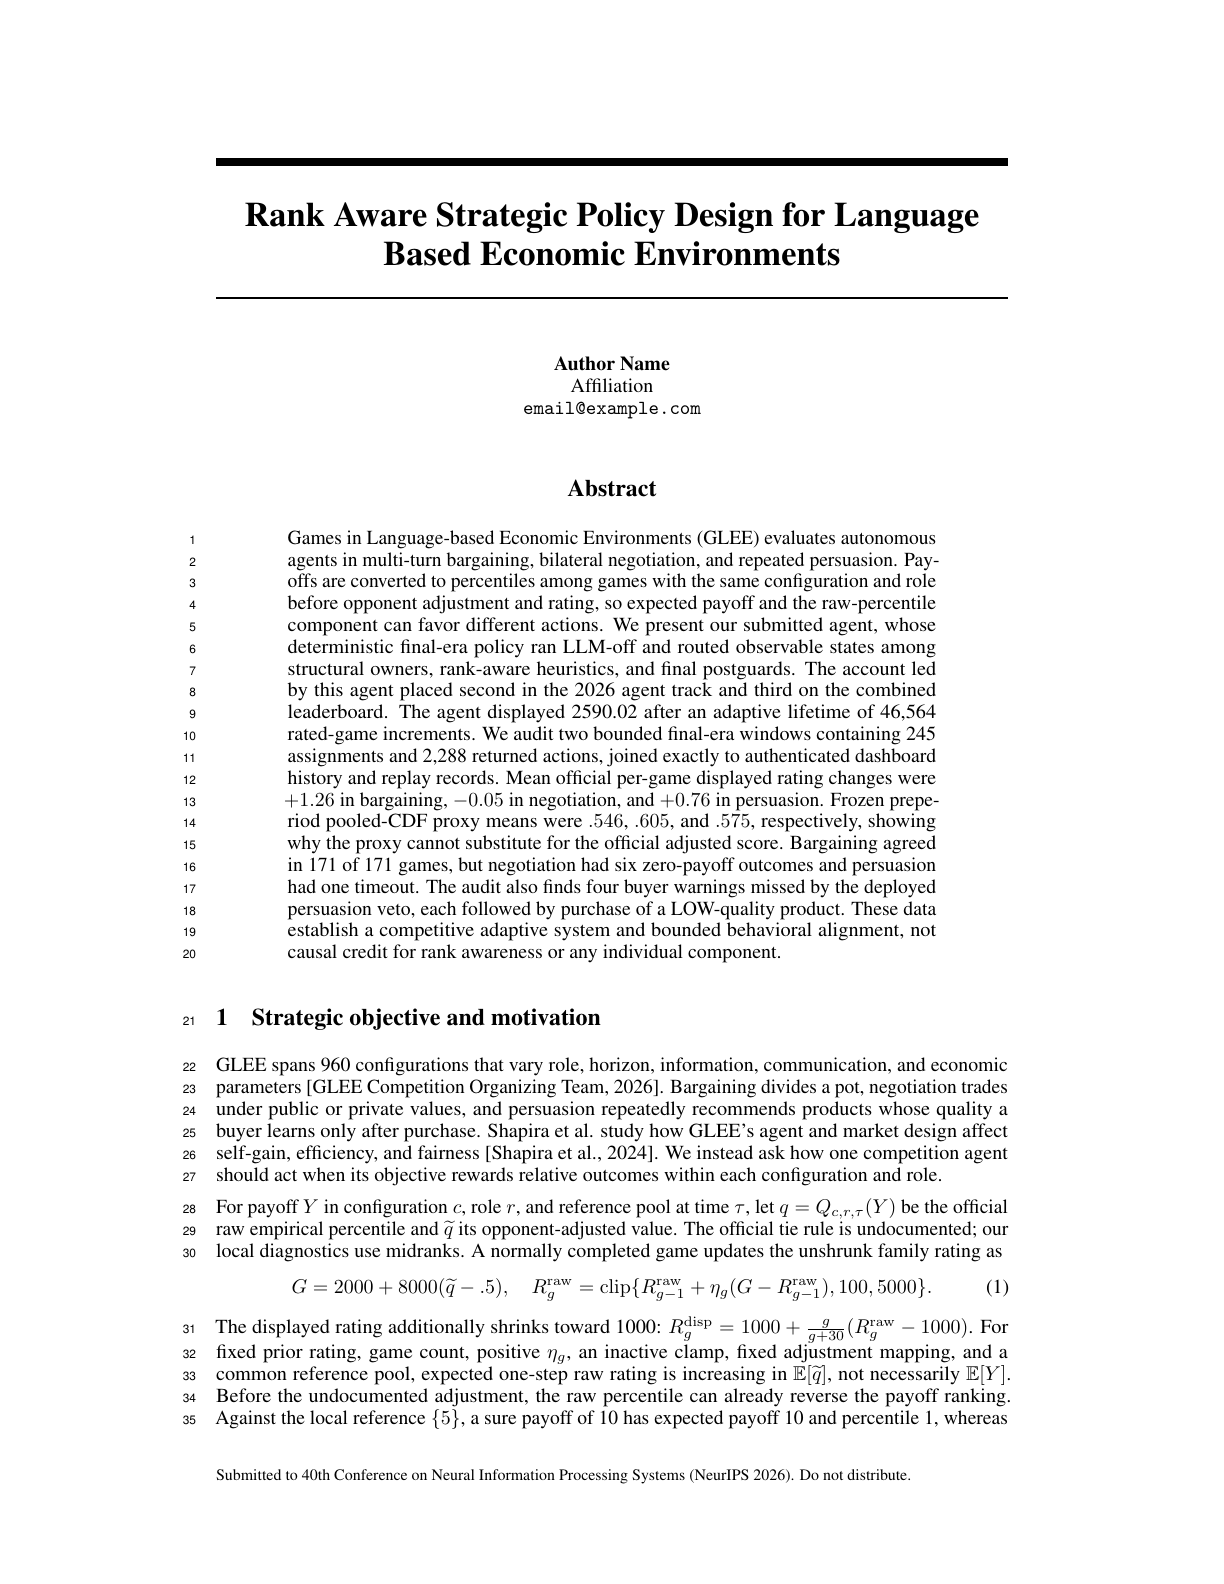 Rank Aware Strategic Policy Design for Language
Based Economic Environments
Author Name
Affiliation
email@example.com
Abstract
1 Games in Language-based Economic Environments (GLEE) evaluates autonomous
2 agents in multi-turn bargaining, bilateral negotiation, and repeated persuasion. Pay-
3 offs are converted to percentiles among games with the same configuration and role
4 before opponent adjustment and rating, so expected payoff and the raw-percentile
5 component can favor different actions. We present our submitted agent, whose
6 deterministic final-era policy ran LLM-off and routed observable states among
7 structural owners, rank-aware heuristics, and final postguards. The account led
8 by this agent placed second in the 2026 agent track and third on the combined
9 leaderboard. The agent displayed 2590.02 after an adaptive lifetime of 46,564
10 rated-game increments. We audit two bounded final-era windows containing 245
11 assignments and 2,288 returned actions, joined exactly to authenticated dashboard
12 history and replay records. Mean official per-game displayed rating changes were
13 +1.26 in bargaining, −0.05 in negotiation, and +0.76 in persuasion. Frozen prepe-
14 riod pooled-CDF proxy means were .546, .605, and .575, respectively, showing
15 why the proxy cannot substitute for the official adjusted score. Bargaining agreed
16 in 171 of 171 games, but negotiation had six zero-payoff outcomes and persuasion
17 had one timeout. The audit also finds four buyer warnings missed by the deployed
18 persuasion veto, each followed by purchase of a LOW-quality product. These data
19 establish a competitive adaptive system and bounded behavioral alignment, not
20 causal credit for rank awareness or any individual component.
21 1 Strategic objective and motivation
22 GLEE spans 960 configurations that vary role, horizon, information, communication, and economic
23 parameters [GLEE Competition Organizing Team, 2026]. Bargaining divides a pot, negotiation trades
24 under public or private values, and persuasion repeatedly recommends products whose quality a
25 buyer learns only after purchase. Shapira et al. study how GLEE's agent and market design affect
26 self-gain, efficiency, and fairness [Shapira et al., 2024]. We instead ask how one competition agent
27 should act when its objective rewards relative outcomes within each configuration and role.
28 For payoff Y in configuration c, role r, and reference pool at time τ, let q = Q_{c,r,τ}(Y) be the official
29 raw empirical percentile and q̃ its opponent-adjusted value. The official tie rule is undocumented; our
30 local diagnostics use midranks. A normally completed game updates the unshrunk family rating as
G = 2000 + 8000(q̃ − .5), R_g^{raw} = clip{R_{g−1}^{raw} + η_g(G − R_{g−1}^{raw}), 100, 5000}. (1)
31 The displayed rating additionally shrinks toward 1000: R_g^{disp} = 1000 + \frac{g}{g+30}(R_g^{raw} − 1000). For
32 fixed prior rating, game count, positive η_g, an inactive clamp, fixed adjustment mapping, and a
33 common reference pool, expected one-step raw rating is increasing in 𝔼[q̃], not necessarily 𝔼[Y].
34 Before the undocumented adjustment, the raw percentile can already reverse the payoff ranking.
35 Against the local reference {5}, a sure payoff of 10 has expected payoff 10 and percentile 1, whereas
Submitted to 40th Conference on Neural Information Processing Systems (NeurIPS 2026). Do not distribute.